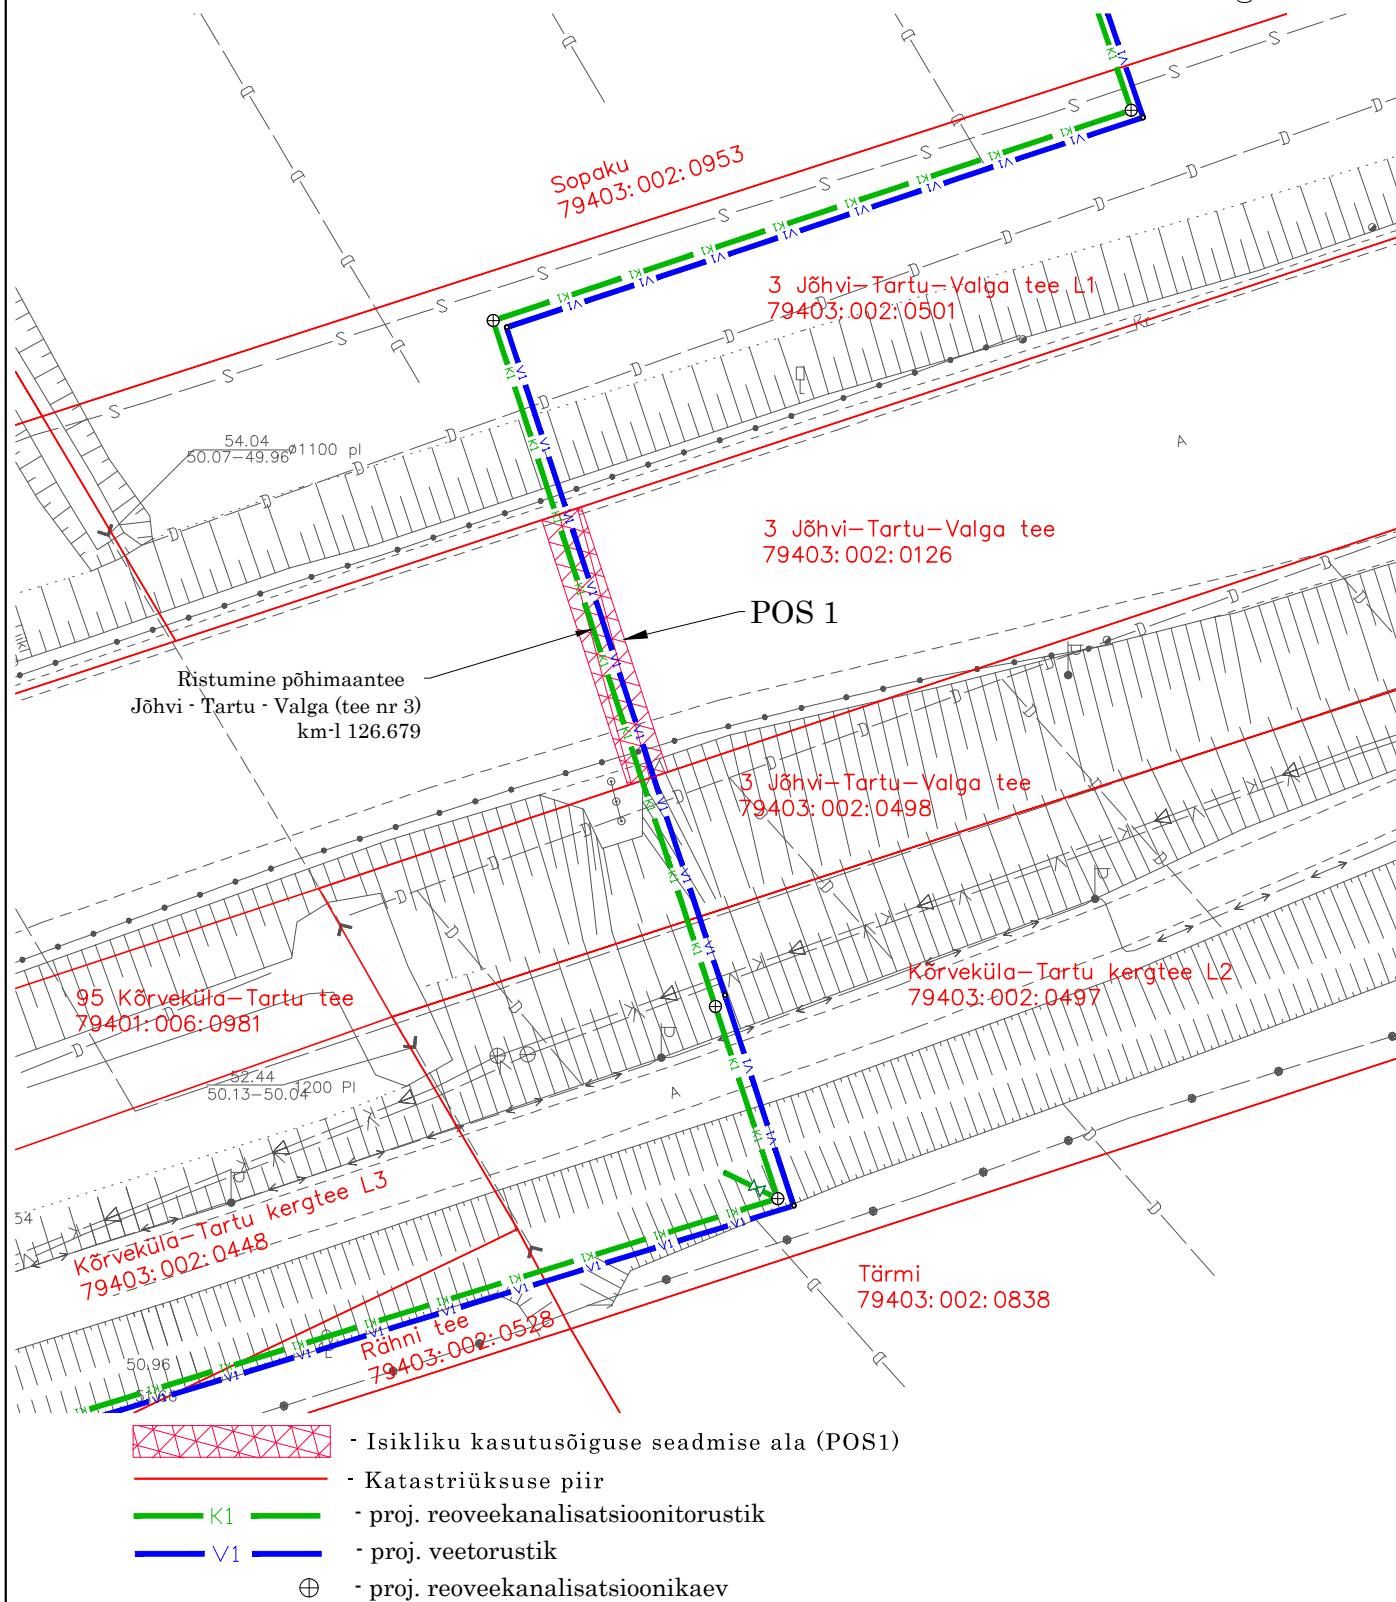 Sopaku
79403:002:0953
3 Jõhvi-Tartu-Valga tee L1
79403:002:0501
Kr
54.04
50.07-49.96
ø1100 pl
A
3 Jõhvi-Tartu-Valga tee
79403:002:0126
POS 1
Ristumine põhimaantee
Jõhvi - Tartu - Valga (tee nr 3)
km-l 126.679
3 Jõhvi-Tartu-Valga tee
79403:002:0498
Kõrveküla-Tartu kergtee L2
79403:002:0497
95 Kõrveküla-Tartu tee
79401:006:0981
52.44
50.13-50.04
1200 Pl
A
54
Kõrveküla-Tartu kergtee L3
79403:002:0448
Tärmi
79403:002:0838
Rähni tee
79403:002:0528
50.96
- Isikliku kasutusõiguse seadmise ala (POS1)
- Katastriüksuse piir
K1 - proj. reoveekanalisatsioonitorustik
V1 - proj. veetorustik
- proj. reoveekanalisatsioonikaev